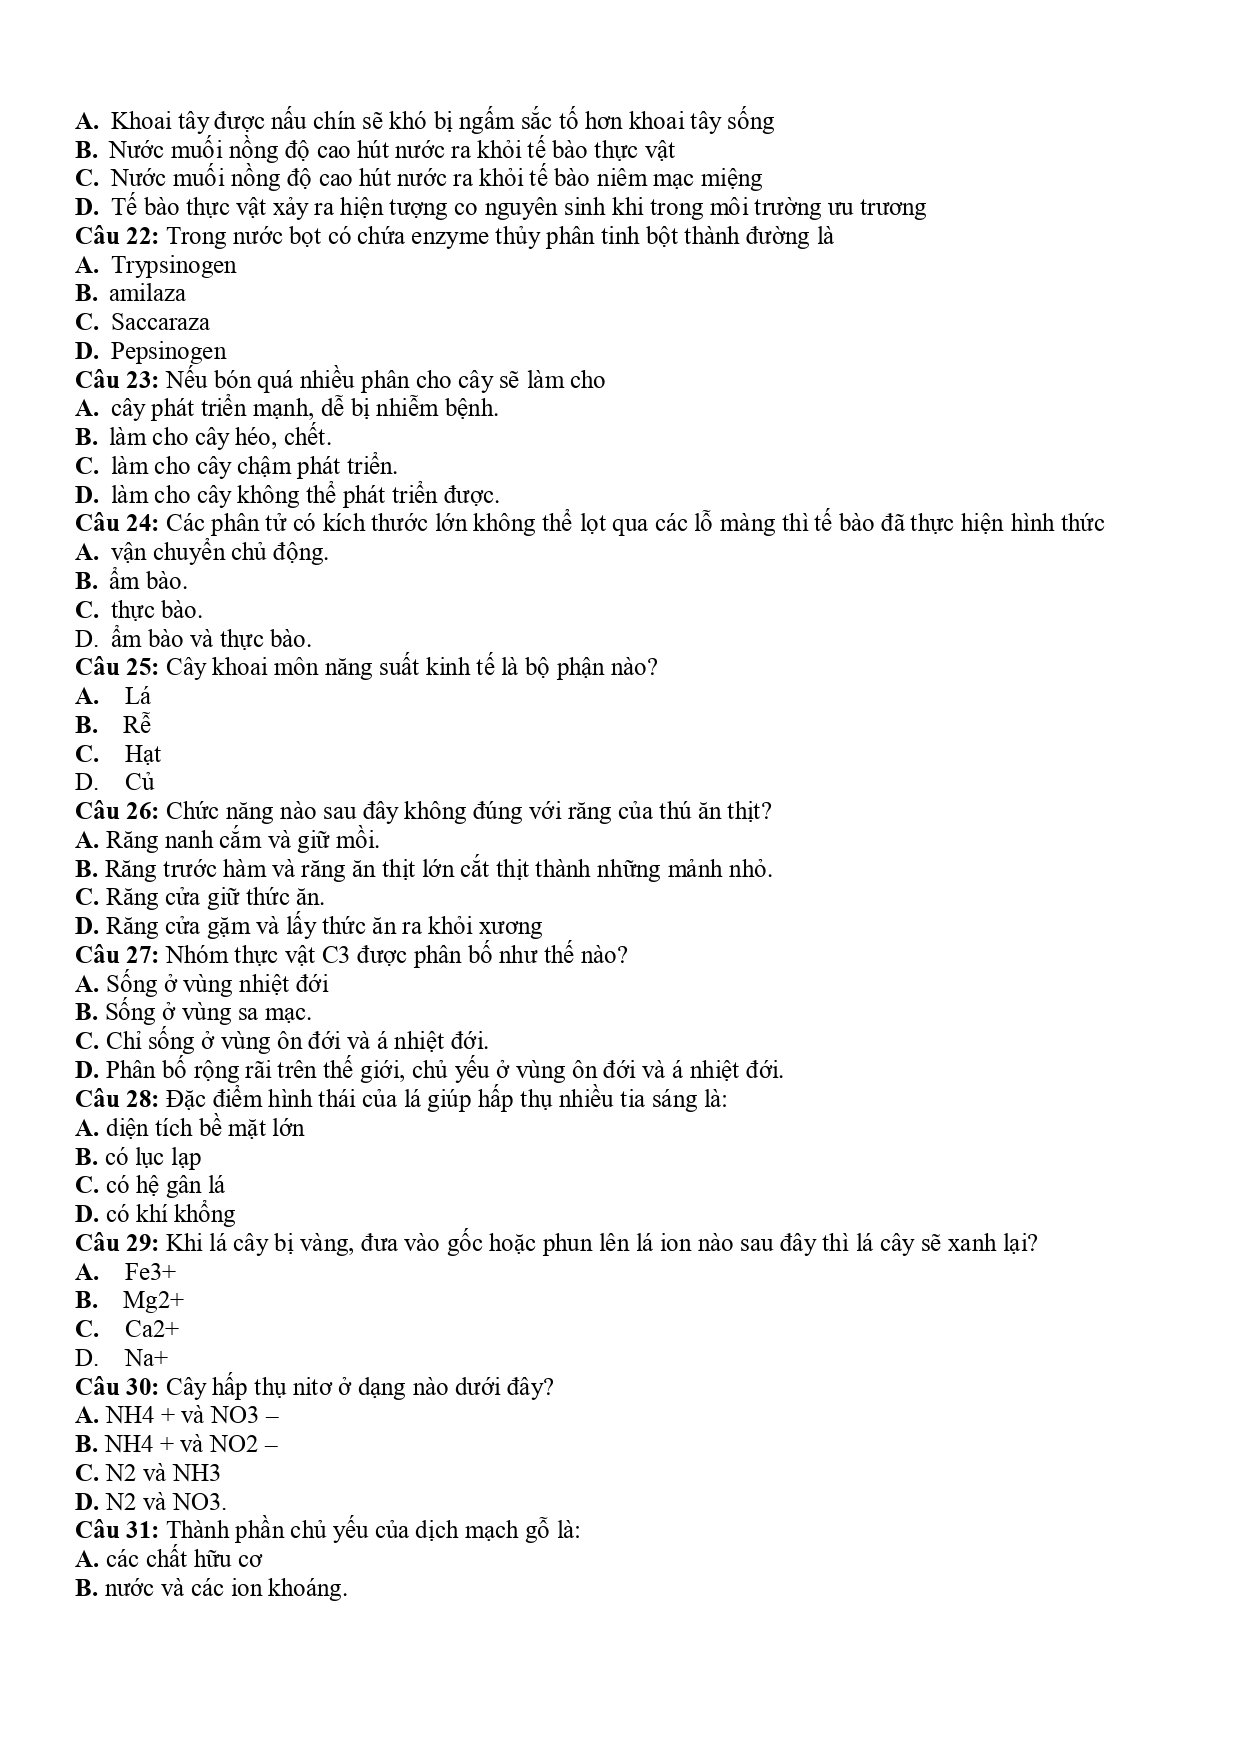 A. Khoai tây được nấu chín sẽ khó bị ngấm sắc tố hơn khoai tây sống
B. Nước muối nồng độ cao hút nước ra khỏi tế bào thực vật
C. Nước muối nồng độ cao hút nước ra khỏi tế bào niêm mạc miệng
D. Tế bào thực vật xảy ra hiện tượng co nguyên sinh khi trong môi trường ưu trương
Câu 22: Trong nước bọt có chứa enzyme thủy phân tinh bột thành đường là
A. Trypsinogen
B. amilaza
C. Saccaraza
D. Pepsinogen
Câu 23: Nếu bón quá nhiều phân cho cây sẽ làm cho
A. cây phát triển mạnh, dễ bị nhiễm bệnh.
B. làm cho cây héo, chết.
C. làm cho cây chậm phát triển.
D. làm cho cây không thể phát triển được.
Câu 24: Các phân tử có kích thước lớn không thể lọt qua các lỗ màng thì tế bào đã thực hiện hình thức
A. vận chuyển chủ động.
B. ẩm bào.
C. thực bào.
D. ẩm bào và thực bào.
Câu 25: Cây khoai môn năng suất kinh tế là bộ phận nào?
A. Lá
B. Rễ
C. Hạt
D. Củ
Câu 26: Chức năng nào sau đây không đúng với răng của thú ăn thịt?
A. Răng nanh cắm và giữ mồi.
B. Răng trước hàm và răng ăn thịt lớn cắt thịt thành những mảnh nhỏ.
C. Răng cửa giữ thức ăn.
D. Răng cửa gặm và lấy thức ăn ra khỏi xương
Câu 27: Nhóm thực vật C3 được phân bố như thế nào?
A. Sống ở vùng nhiệt đới
B. Sống ở vùng sa mạc.
C. Chỉ sống ở vùng ôn đới và á nhiệt đới.
D. Phân bố rộng rãi trên thế giới, chủ yếu ở vùng ôn đới và á nhiệt đới.
Câu 28: Đặc điểm hình thái của lá giúp hấp thụ nhiều tia sáng là:
A. diện tích bề mặt lớn
B. có lục lạp
C. có hệ gân lá
D. có khí khổng
Câu 29: Khi lá cây bị vàng, đưa vào gốc hoặc phun lên lá ion nào sau đây thì lá cây sẽ xanh lại?
A. Fe3+
B. Mg2+
C. Ca2+
D. Na+
Câu 30: Cây hấp thụ nitơ ở dạng nào dưới đây?
A. NH4 + và NO3 –
B. NH4 + và NO2 –
C. N2 và NH3
D. N2 và NO3.
Câu 31: Thành phần chủ yếu của dịch mạch gỗ là:
A. các chất hữu cơ
B. nước và các ion khoáng.